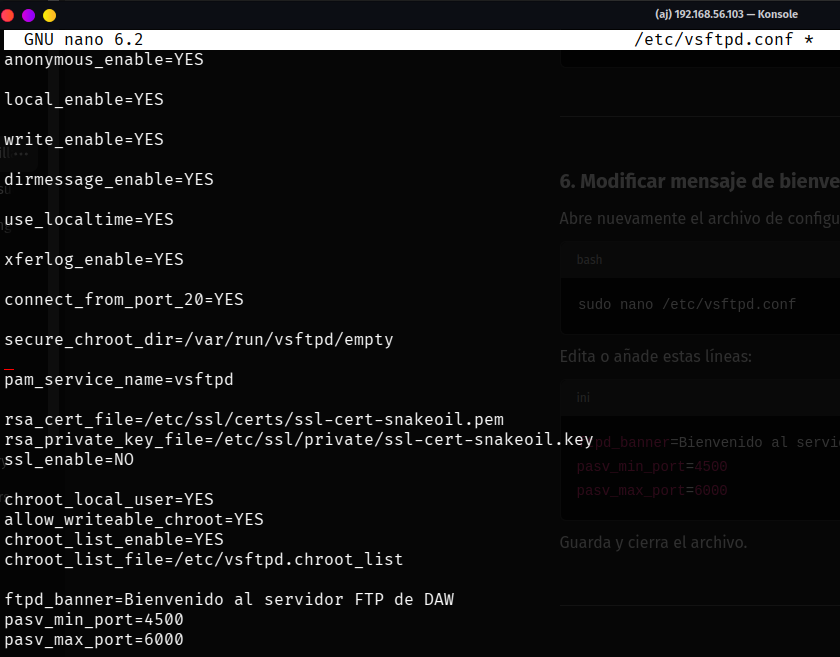 (aj) 192.168.56.103 — Konsole
GNU nano 6.2 /etc/vsftpd.conf *
anonymous_enable=YES
local_enable=YES
write_enable=YES
dirmessage_enable=YES
use_localtime=YES
xferlog_enable=YES
connect_from_port_20=YES
secure_chroot_dir=/var/run/vsftpd/empty
pam_service_name=vsftpd
rsa_cert_file=/etc/ssl/certs/ssl-cert-snakeoil.pem
rsa_private_key_file=/etc/ssl/private/ssl-cert-snakeoil.key
ssl_enable=NO
chroot_local_user=YES
allow_writeable_chroot=YES
chroot_list_enable=YES
chroot_list_file=/etc/vsftpd.chroot_list
ftpd_banner=Bienvenido al servidor FTP de DAW
pasv_min_port=4500
pasv_max_port=6000
6. Modificar mensaje de bienve
Abre nuevamente el archivo de configu
bash
sudo nano /etc/vsftpd.conf
Edita o añade estas líneas:
ini
ftpd_banner=Bienvenido al servi
pasv_min_port=4500
pasv_max_port=6000
Guarda y cierra el archivo.